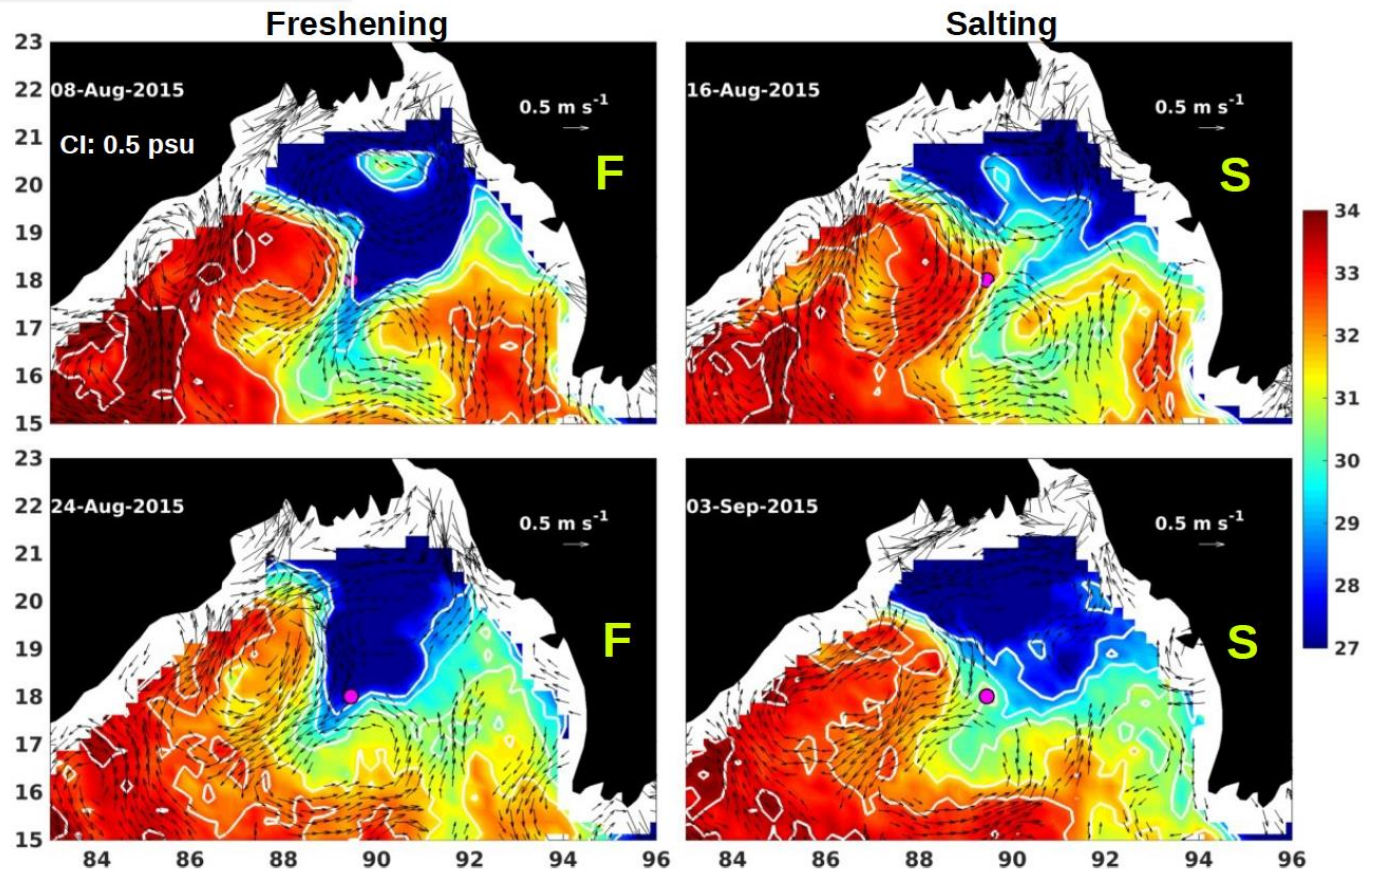 Freshening
Salting
23
22
21
20
19
18
17
16
15
08-Aug-2015
CI: 0.5 psu
0.5 m s-1
F
16-Aug-2015
0.5 m s-1
S
34
33
32
31
30
29
28
27
23
22
21
20
19
18
17
16
15
24-Aug-2015
0.5 m s-1
F
03-Sep-2015
0.5 m s-1
S
84 86 88 90 92 94 96
84 86 88 90 92 94 96